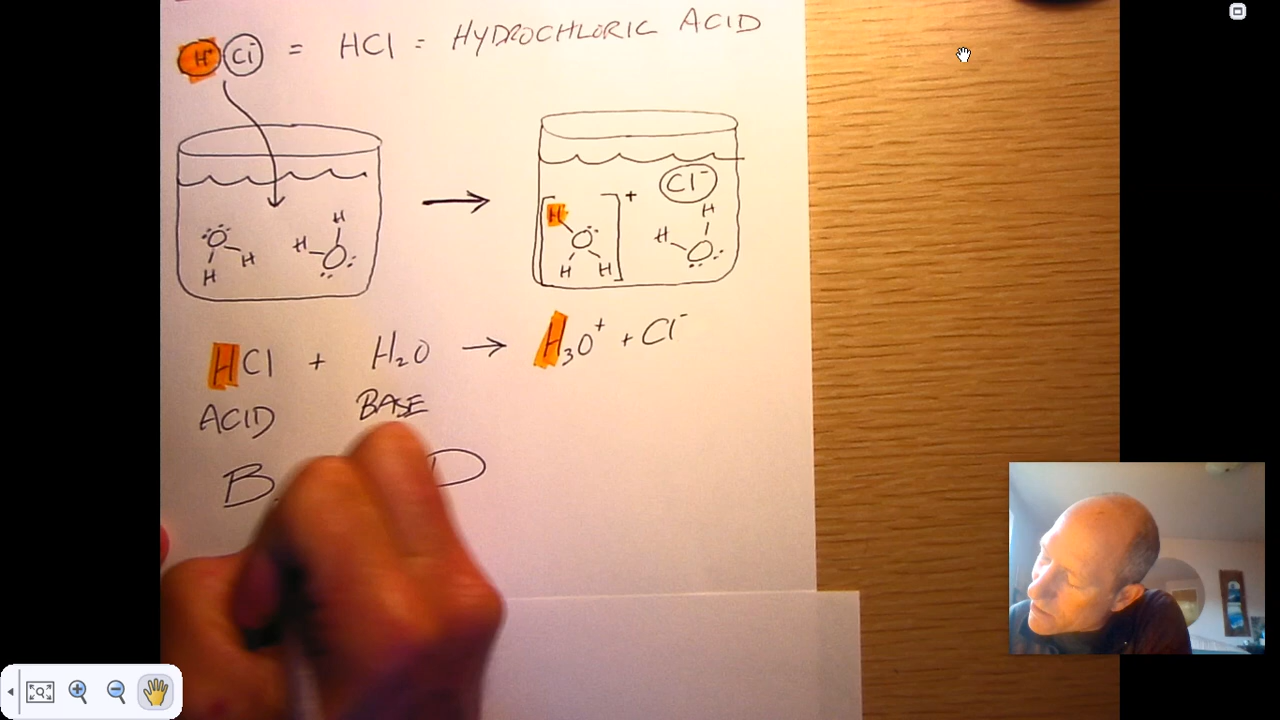 H⁺ Cl⁻ = HCl = HYDROCHLORIC ACID
H H H O H O H
H O H H + Cl⁻ H H O
HCl + H₂O → H₃O⁺ + Cl⁻
ACID BASE
B D